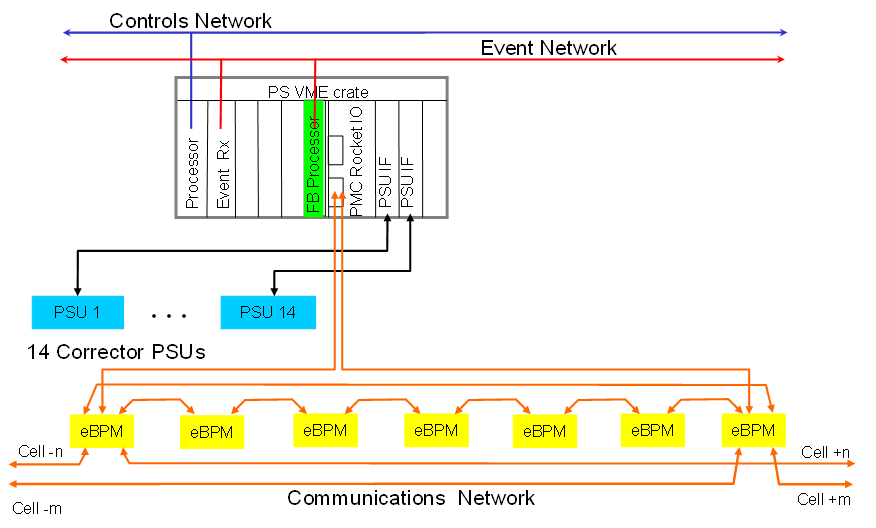 Controls Network
Event Network
PS VME crate
Processor
Event Rx
FB Processor
PMC Rocket IO
PSU IF
PSU IF
PSU 1
. . .
PSU 14
14 Corrector PSUs
eBPM
eBPM
eBPM
eBPM
eBPM
eBPM
eBPM
Cell -n
Cell +n
Cell -m
Communications Network
Cell +m